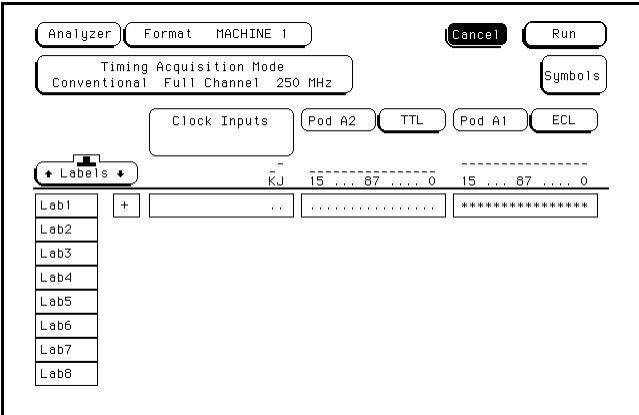 Analyzer Format MACHINE 1 Cancel Run
Timing Acquisition Mode
Conventional Full Channel 250 MHz
Symbols
Clock Inputs Pod A2 TTL Pod A1 ECL
↑ Labels ↓
KJ 15 ... 87 .... 0 15 ... 87 .... 0
Lab1 + .. ................ ****************
Lab2
Lab3
Lab4
Lab5
Lab6
Lab7
Lab8